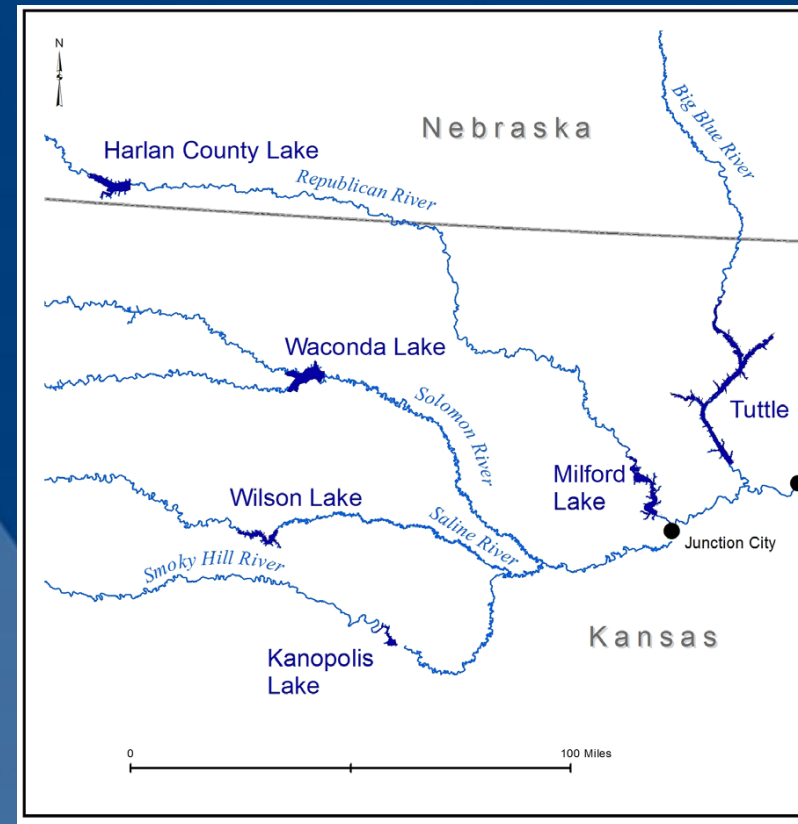 N
Nebraska
Big Blue River
Harlan County Lake
Republican River
Waconda Lake
Solomon River
Tuttle
Milford
Lake
Wilson Lake
Saline River
Junction City
Smoky Hill River
Kansas
Kanopolis
Lake
0
100 Miles